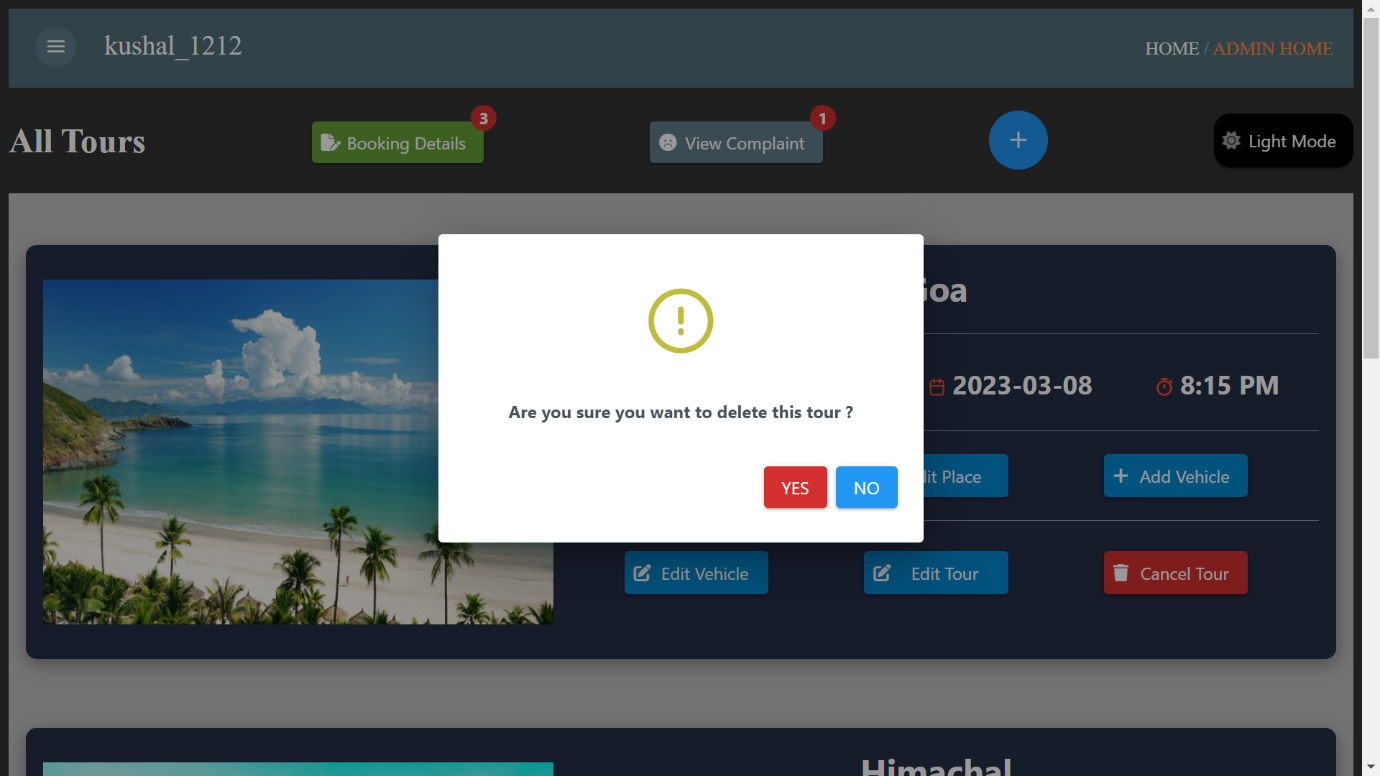 kushal_1212
HOME / ADMIN HOME
All Tours
Booking Details
3
View Complaint
1
+
Light Mode
2023-03-08
8:15 PM
Are you sure you want to delete this tour ?
YES
NO
Place
Add Vehicle
Edit Vehicle
Edit Tour
Cancel Tour
Himachal